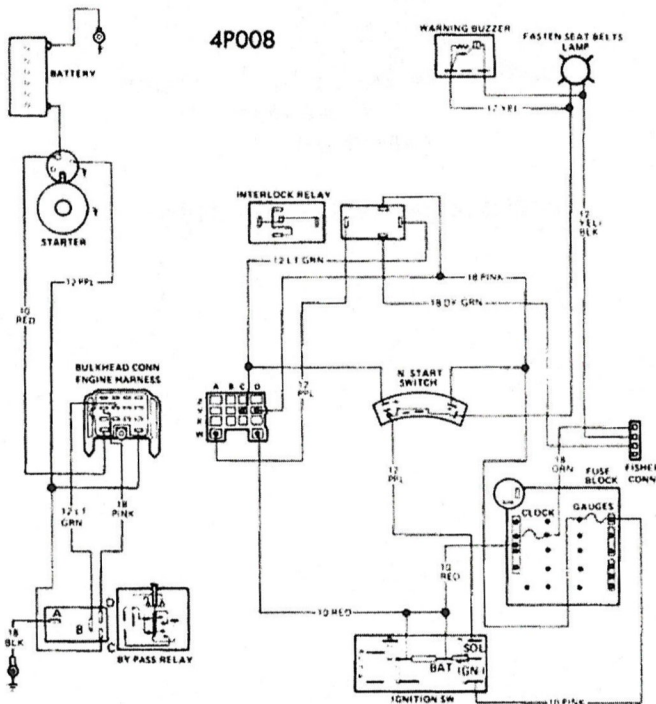 4P008
WARNING BUZZER
FASTEN SEAT BELTS
LAMP
BATTERY
12 YEL
INTERLOCK RELAY
STARTER
12
YEL/
BLK
12 LT GRN
18 PINK
12 PPL
10
RED
18 DK GRN
BULKHEAD CONN
ENGINE HARNESS
A B C D
N START
SWITCH
12
PPL
W
12
PPL
18
GRN
FUSE
BLOCK
FISHER
CONN
CLOCK
GAUGES
12 LT
GRN
18
PINK
10
RED
10 RED
A
B
C
D
18
BLK
BY PASS RELAY
SOL
BAT
IGN I
IGNITION SW
10 PINK